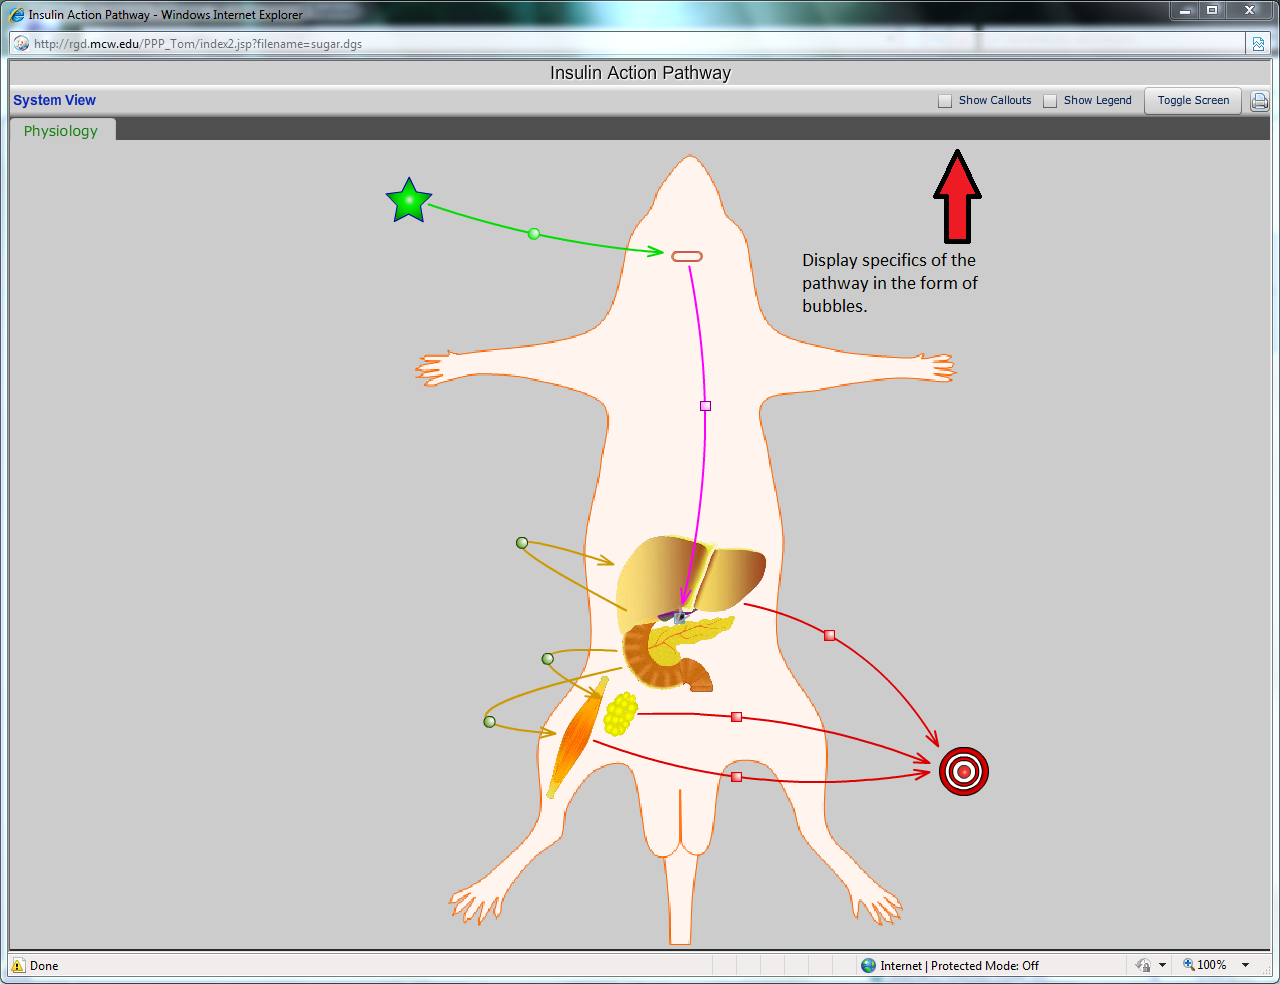 Insulin Action Pathway - Windows Internet Explorer
http://rgd.mcw.edu/PPP_Tom/index2.jsp?filename=sugar.dgs
Insulin Action Pathway
System View
Show Callouts
Show Legend
Toggle Screen
Physiology
Display specifics of the
pathway in the form of
bubbles.
Done
Internet | Protected Mode: Off
100%